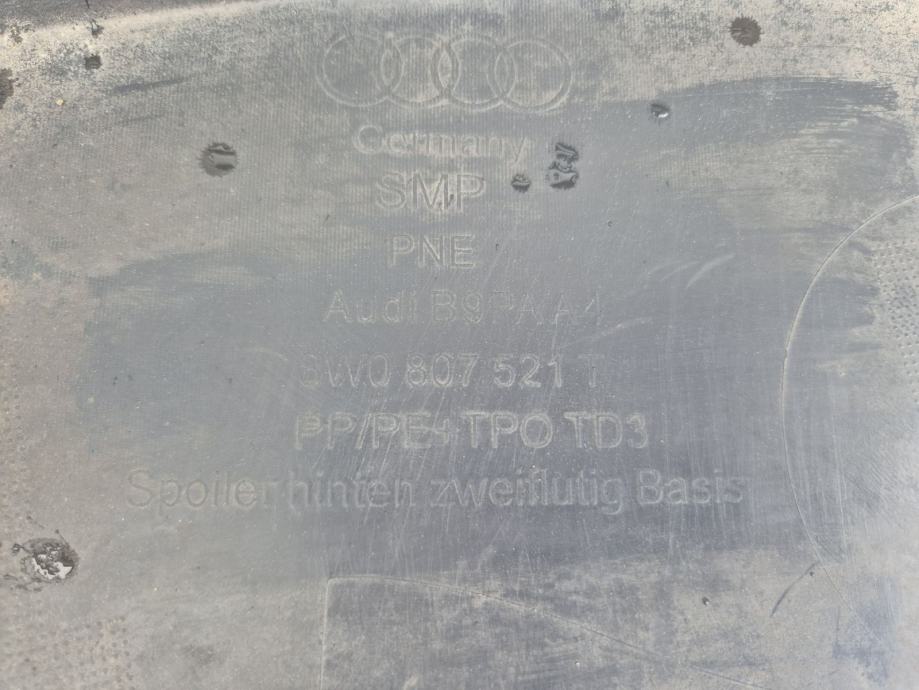 Germany
SMP
PNE
Audi B9PA A4
8W0 807 521 T
PP/PE+TPO TD3
Spoiler hinten zweiflutig Basis